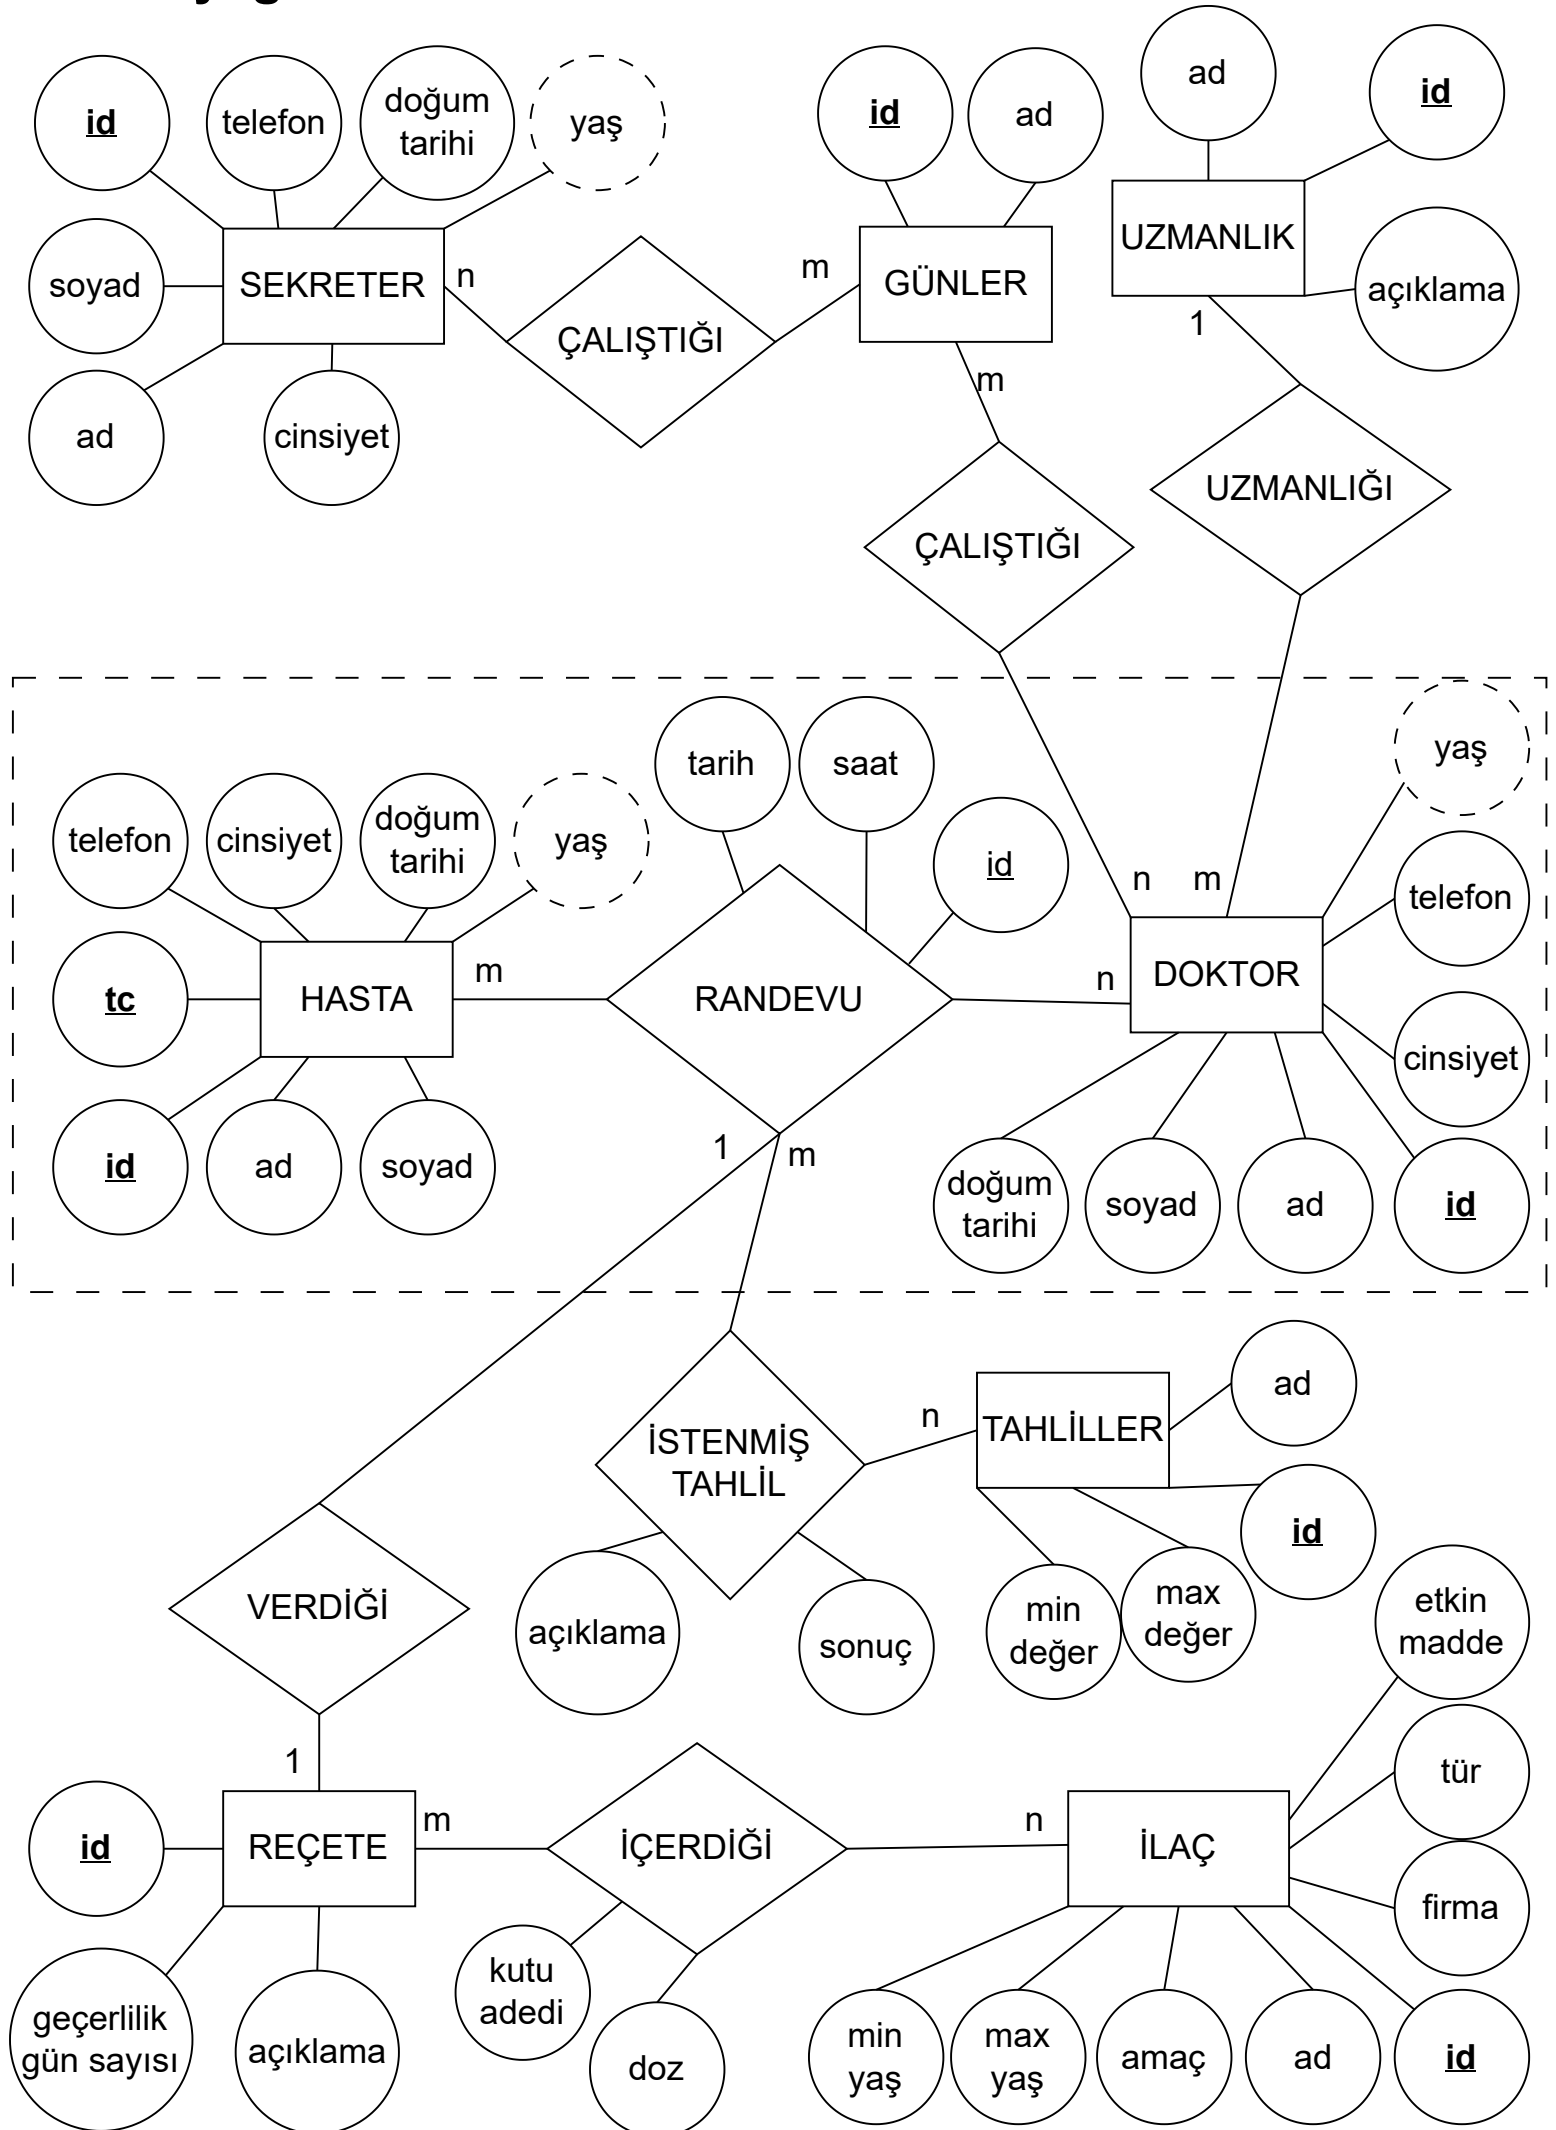 id
telefon
doğum
tarihi
yaş
id
ad
ad
id
soyad
SEKRETER
n
ÇALIŞTIĞI
m
GÜNLER
UZMANLIK
açıklama
1
m
ad
cinsiyet
ÇALIŞTIĞI
UZMANLIĞI
tarih
saat
yaş
telefon
cinsiyet
doğum
tarihi
yaş
id
n
m
telefon
tc
HASTA
m
RANDEVU
n
DOKTOR
cinsiyet
id
ad
soyad
1
m
doğum
tarihi
soyad
ad
id
ad
n
TAHLİLLER
İSTENMİŞ
TAHLİL
id
VERDİĞİ
açıklama
sonuç
min
değer
max
değer
etkin
madde
1
tür
id
REÇETE
m
İÇERDİĞİ
n
İLAÇ
firma
geçerlilik
gün sayısı
açıklama
kutu
adedi
doz
min
yaş
max
yaş
amaç
ad
id